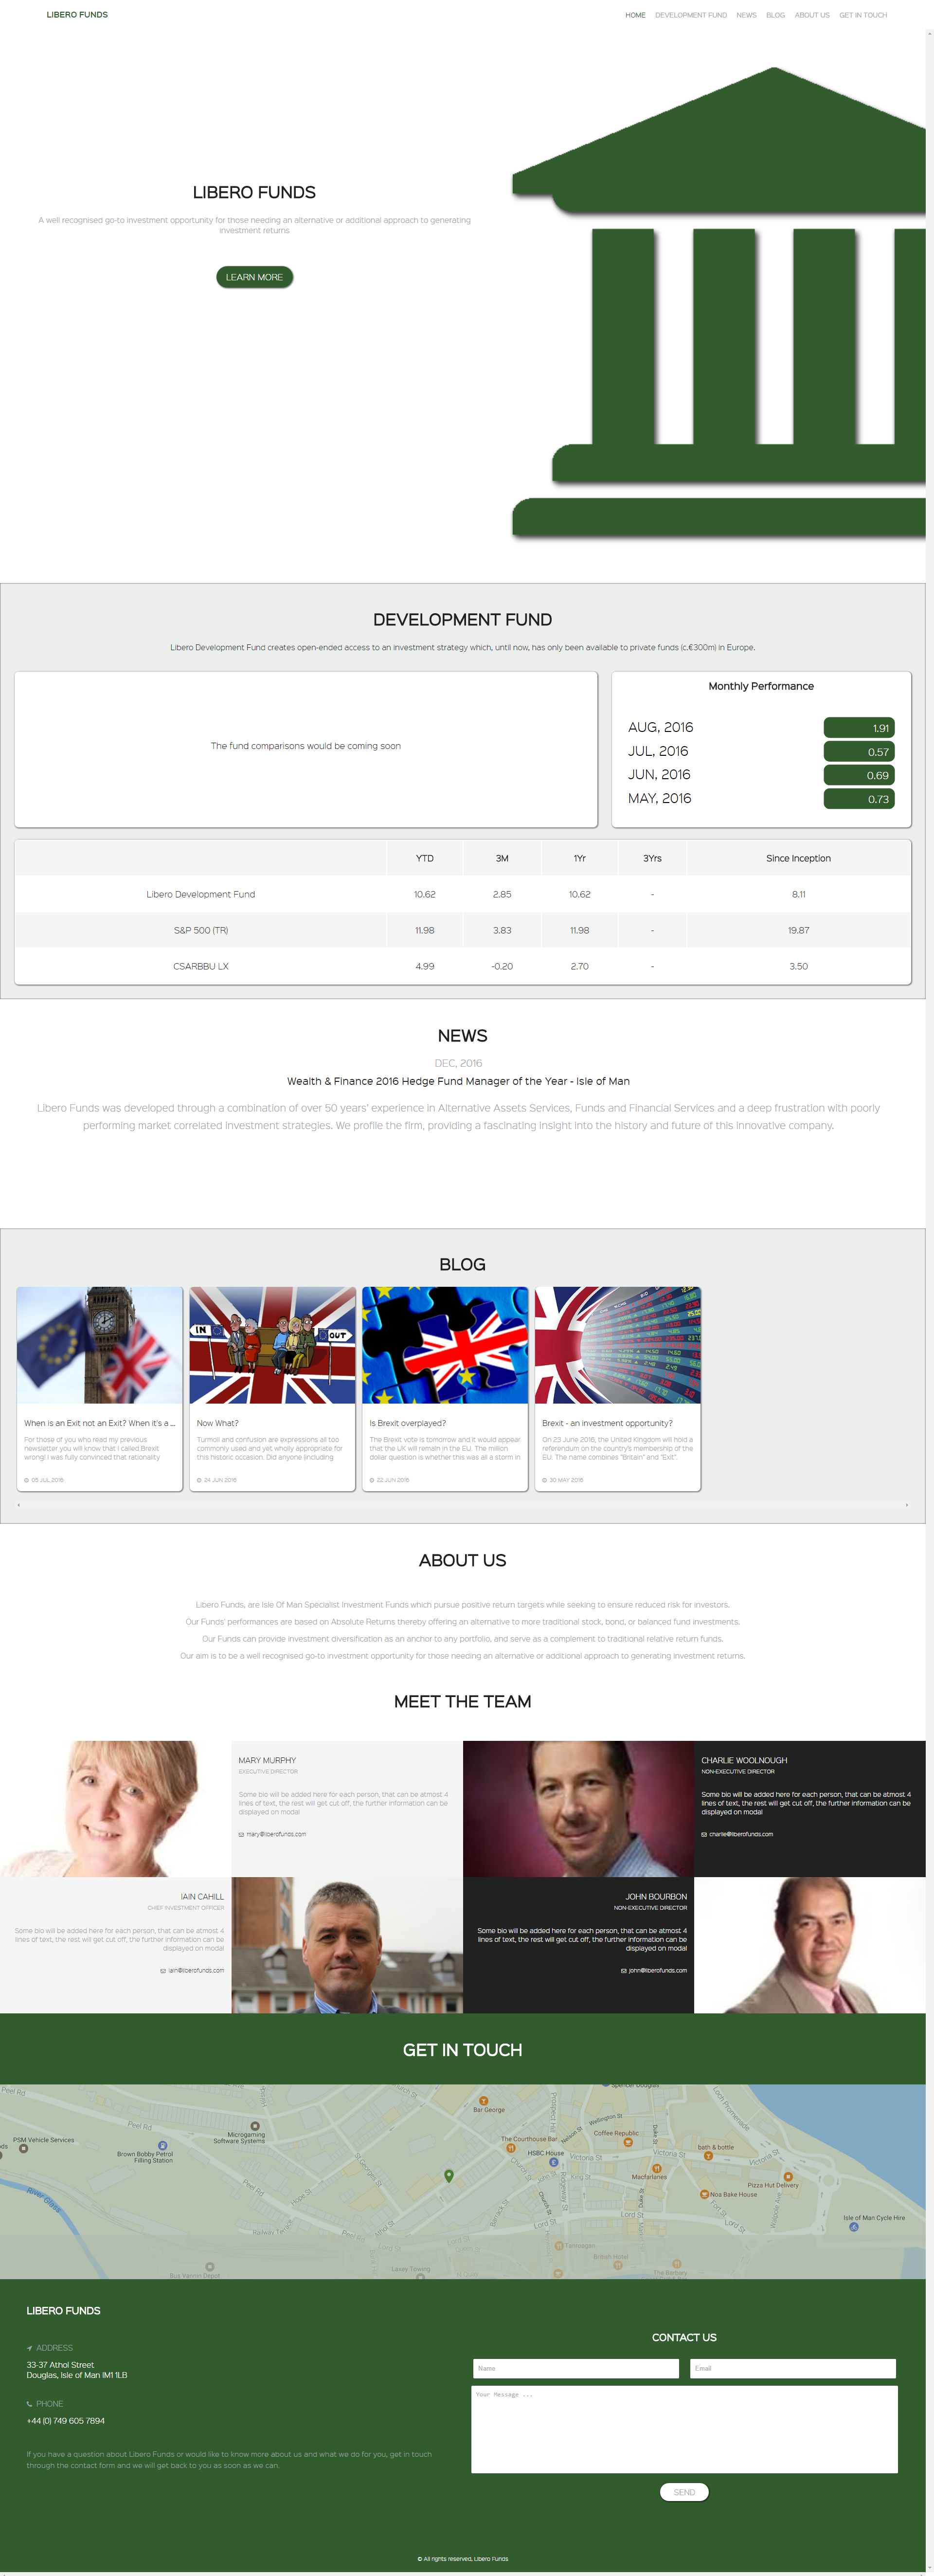 LIBERO FUNDS
HOME DEVELOPMENT FUND NEWS BLOG ABOUT US GET IN TOUCH
LIBERO FUNDS
A well recognised go-to investment opportunity for those needing an alternative or additional approach to generating
investment returns
LEARN MORE
DEVELOPMENT FUND
Libero Development Fund creates open-ended access to an investment strategy which, until now, has only been available to private funds (c.€300m) in Europe.
The fund comparisons would be coming soon
Monthly Performance
AUG, 2016 1.91
JUL, 2016 0.57
JUN, 2016 0.69
MAY, 2016 0.73
YTD 3M 1Yr 3Yrs Since Inception
Libero Development Fund 10.62 2.85 10.62 - 8.11
S&P 500 (TR) 11.98 3.83 11.98 - 19.87
CSARBBU LX 4.99 -0.20 2.70 - 3.50
NEWS
DEC, 2016
Wealth & Finance 2016 Hedge Fund Manager of the Year - Isle of Man
Libero Funds was developed through a combination of over 50 years' experience in Alternative Assets Services, Funds and Financial Services and a deep frustration with poorly
performing market correlated investment strategies. We profile the firm, providing a fascinating insight into the history and future of this innovative company.
BLOG
IN
OUT
When is an Exit not an Exit? When it's a ...
For those of you who read my previous
newsletter you will know that I called Brexit
wrong! I was fully convinced that rationality
05 JUL 2016
Now What?
Turmoil and confusion are expressions all too
commonly used and yet wholly appropriate for
this historic occasion. Did anyone (including
24 JUN 2016
Is Brexit overplayed?
The Brexit vote is tomorrow and it would appear
that the UK will remain in the EU. The million
dollar question is whether this was all a storm in
22 JUN 2016
Brexit - an investment opportunity?
On 23 June 2016, the United Kingdom will hold a
referendum on the country's membership of the
EU. The name combines "Britain" and "Exit".
30 MAY 2016
ABOUT US
Libero Funds, are Isle Of Man Specialist Investment Funds which pursue positive return targets while seeking to ensure reduced risk for investors.
Our Funds' performances are based on Absolute Returns thereby offering an alternative to more traditional stock, bond, or balanced fund investments.
Our Funds can provide investment diversification as an anchor to any portfolio, and serve as a complement to traditional relative return funds.
Our aim is to be a well recognised go-to investment opportunity for those needing an alternative or additional approach to generating investment returns.
MEET THE TEAM
MARY MURPHY
EXECUTIVE DIRECTOR
Some bio will be added here for each person, that can be atmost 4
lines of text, the rest will get cut off, the further information can be
displayed on modal
mary@liberofunds.com
CHARLIE WOOLNOUGH
NON-EXECUTIVE DIRECTOR
Some bio will be added here for each person, that can be atmost 4
lines of text, the rest will get cut off, the further information can be
displayed on modal
charlie@liberofunds.com
IAIN CAHILL
CHIEF INVESTMENT OFFICER
Some bio will be added here for each person, that can be atmost 4
lines of text, the rest will get cut off, the further information can be
displayed on modal
iain@liberofunds.com
JOHN BOURBON
NON-EXECUTIVE DIRECTOR
Some bio will be added here for each person, that can be atmost 4
lines of text, the rest will get cut off, the further information can be
displayed on modal
john@liberofunds.com
GET IN TOUCH
Peel Rd
Spencer Douglas
Bar George
Loch Promenade
Peel Rd
Microgaming
Software Systems
PSM Vehicle Services
Brown Bobby Petrol
Filling Station
Prospect Hill
Nelson St
Wellington St
The Courthouse Bar
Coffee Republic
HSBC House
Victoria St
bath & bottle
Macfarlanes
Pizza Hut Delivery
Noa Bake House
St Georges St
Hope St
Peel Rd
River Glass
Church St
Ridgeway St
Barrack St
Lord St
Duke St
Fort St
Isle of Man Cycle Hire
Railway Terrace
Tanroagan
British Hotel
The Barbary
Laxey Towing
Bus Vannin Depot
LIBERO FUNDS
ADDRESS
33-37 Athol Street
Douglas, Isle of Man IM1 1LB
PHONE
+44 (0) 749 605 7894
If you have a question about Libero Funds or would like to know more about us and what we do for you, get in touch
through the contact form and we will get back to you as soon as we can.
CONTACT US
Name
Email
Your Message ...
SEND
© All rights reserved, Libero Funds